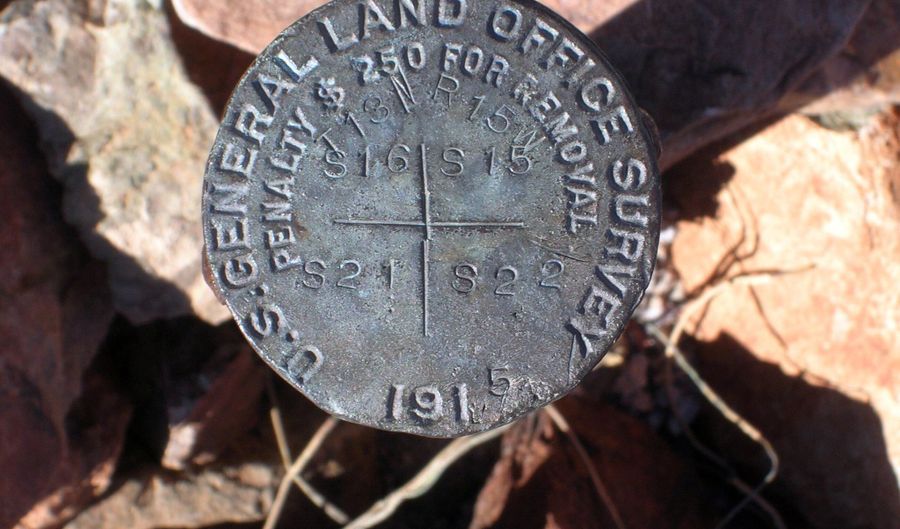 U.S. GENERAL LAND OFFICE SURVEY
PENALTY $ 250 FOR REMOVAL
T13N R15W
S16 S15
S21 S22
1915